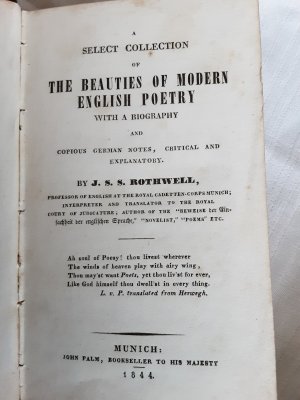 A
SELECT COLLECTION
OF
THE BEAUTIES OF MODERN
ENGLISH POETRY
WITH A BIOGRAPHY
AND
COPIOUS GERMAN NOTES, CRITICAL AND
EXPLANATORY.
BY J. S. S. ROTHWELL,
PROFESSOR OF ENGLISH AT THE ROYAL CADETTEN-CORPS MUNICH;
INTERPRETER AND TRANSLATOR TO THE ROYAL
COURT OF JUDICATURE; AUTHOR OF THE "BEWEISE der Ein-
fachheit der englischen Sprache," "NOVELIST," "POEMS" ETC.
Ah soul of Poesy! thou livest wherever
The winds of heaven play with airy wing,
Thou may'st want Poets, yet thou liv'st for ever,
Like God himself thou dwell'st in every thing.
L. v. P. translated from Herwegh.
MUNICH:
JOHN PALM, BOOKSELLER TO HIS MAJESTY
1844.